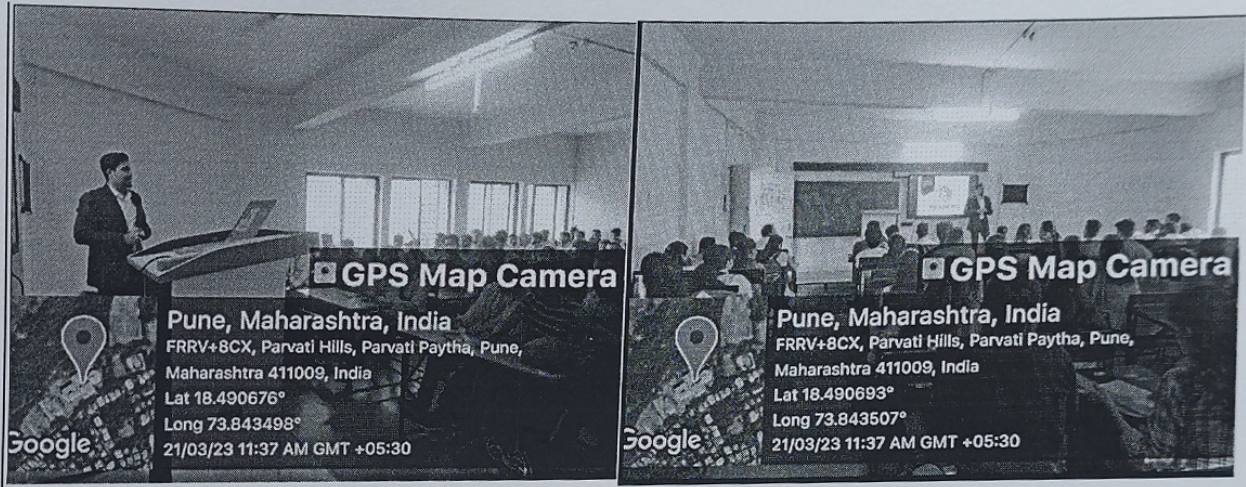 GPS Map Camera
Pune, Maharashtra, India
FRRV+8CX, Parvati Hills, Parvati Paytha, Pune,
Maharashtra 411009, India
Lat 18.490676°
Long 73.843498°
21/03/23 11:37 AM GMT +05:30
Google
GPS Map Camera
Pune, Maharashtra, India
FRRV+8CX, Parvati Hills, Parvati Paytha, Pune,
Maharashtra 411009, India
Lat 18.490693°
Long 73.843507°
21/03/23 11:37 AM GMT +05:30
Google